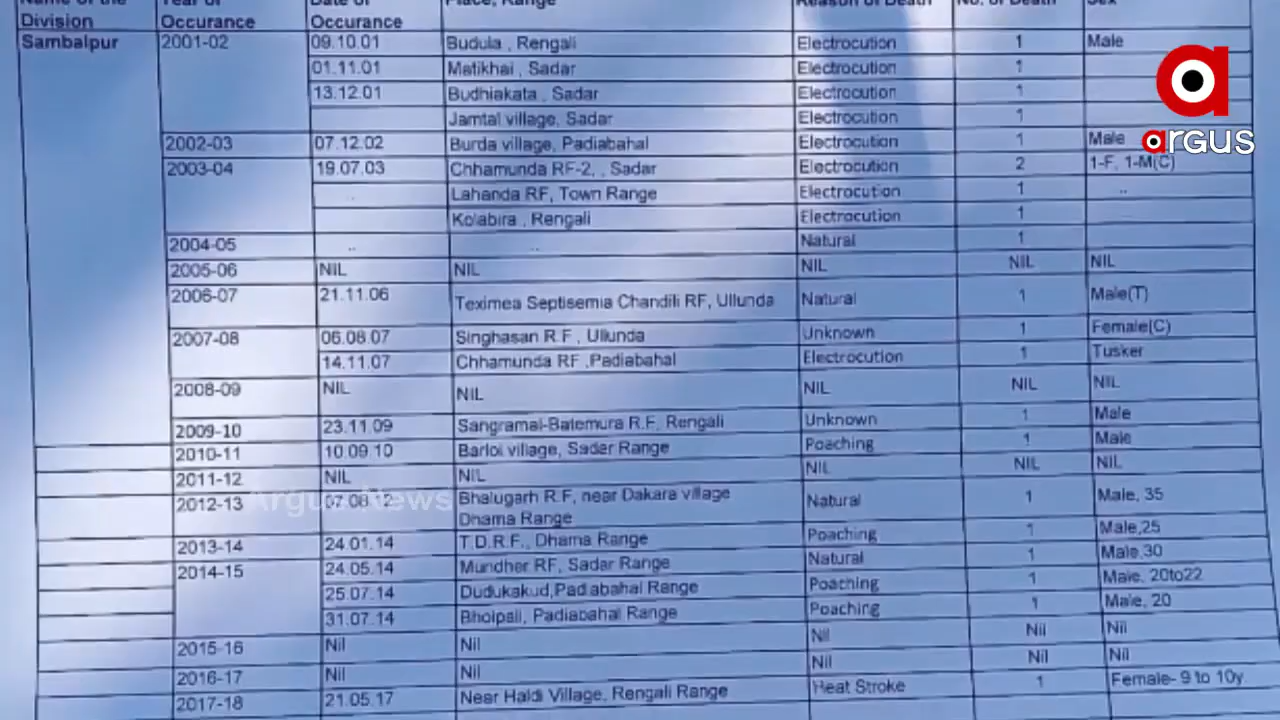 Name of the Year of Date of Place, Range Reason of Death No. of Death Sex
Division Occurance Occurance
Sambalpur 2001-02 09.10.01 Budula , Rengali Electrocution 1 Male
01.11.01 Matikhai , Sadar Electrocution 1
13.12.01 Budhiakata , Sadar Electrocution 1
Jamtal village, Sadar Electrocution 1
2002-03 07.12.02 Burda village, Padiabahal Electrocution 1 Male
2003-04 19.07.03 Chhamunda RF-2, , Sadar Electrocution 2 1-F, 1-M(C)
.. Lahanda RF, Town Range Electrocution 1 ..
Kolabira , Rengali Electrocution 1
2004-05 .. .. Natural 1
2005-06 NIL NIL NIL NIL NIL
2006-07 21.11.06 Teximea Septisemia Chandili RF, Ullunda Natural 1 Male(T)
2007-08 06.08.07 Singhasan R.F , Ullunda Unknown 1 Female(C)
14.11.07 Chhamunda RF ,Padiabahal Electrocution 1 Tusker
2008-09 NIL NIL NIL NIL NIL
2009-10 23.11.09 Sangramal-Batemura R.F, Rengali Unknown 1 Male
2010-11 10.09.10 Barloi village, Sadar Range Poaching 1 Male
2011-12 NIL NIL NIL NIL NIL
2012-13 07.08.12 Bhalugarh R.F, near Dakara village Natural 1 Male, 35
Dhama Range
2013-14 24.01.14 T.D.R.F., Dhama Range Poaching 1 Male,25
2014-15 24.05.14 Mundher RF, Sadar Range Natural 1 Male,30
25.07.14 Dudukakud,Padiabahal Range Poaching 1 Male, 20to22
31.07.14 Bhoipali, Padiabahal Range Poaching 1 Male, 20
2015-16 Nil Nil Nil Nil Nil
2016-17 Nil Nil Nil Nil Nil
2017-18 21.05.17 Near Haldi Village, Rengali Range Heat Stroke 1 Female- 9 to 10y
argus
Argus News